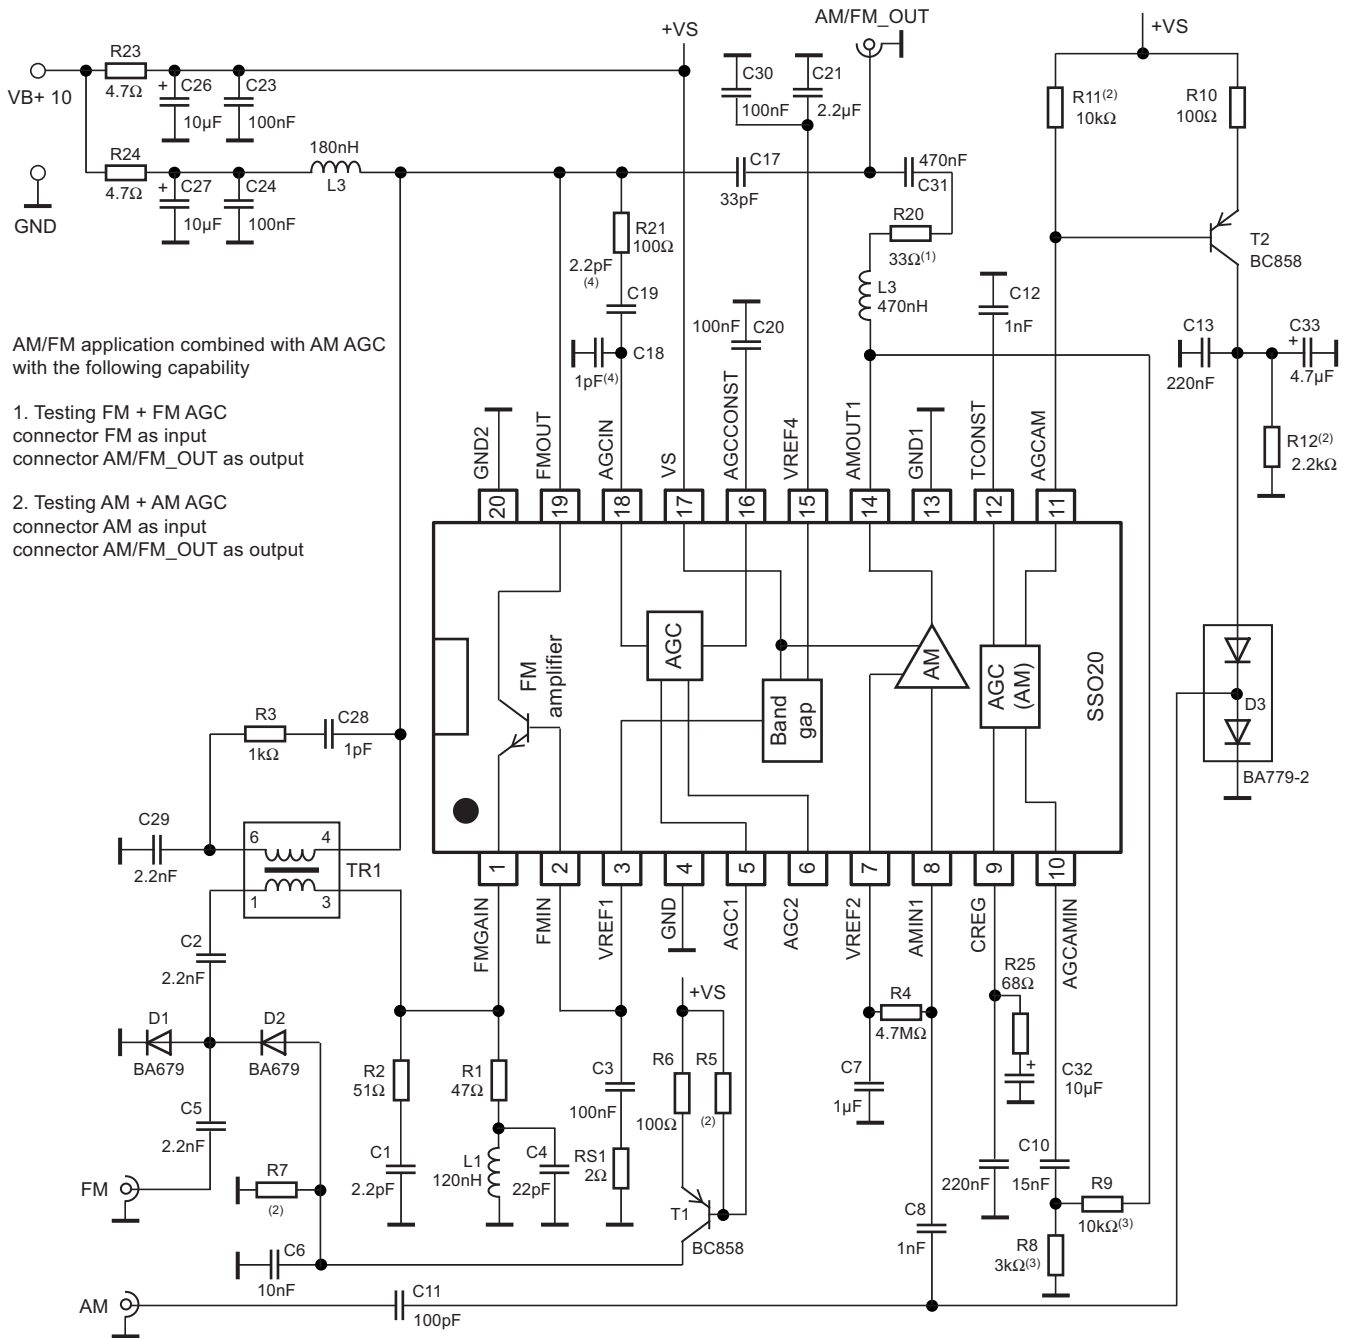 AM/FM_OUT
+VS
+VS
R23
4.7Ω
VB+ 10
+
C26
10µF
C23
100nF
C30
100nF
C21
2.2µF
R11(2)
10kΩ
R10
100Ω
R24
4.7Ω
+
C27
10µF
C24
100nF
180nH
L3
GND
C17
33pF
470nF
C31
R20
33Ω(1)
R21
100Ω
2.2pF
(4)
C19
C18
1pF(4)
100nF
C20
L3
470nH
C12
1nF
T2
BC858
C13
220nF
C33
+
4.7µF
R12(2)
2.2kΩ
AM/FM application combined with AM AGC
with the following capability
1. Testing FM + FM AGC
connector FM as input
connector AM/FM_OUT as output
2. Testing AM + AM AGC
connector AM as input
connector AM/FM_OUT as output
GND2
FMOUT
AGCIN
VS
AGCCONST
VREF4
AMOUT1
GND1
TCONST
AGCAM
20
19
18
17
16
15
14
13
12
11
FM
amplifier
AGC
Band
gap
AM
AGC
(AM)
SSO20
D3
BA779-2
R3
1kΩ
C28
1pF
C29
2.2nF
6
4
TR1
1
3
1
2
3
4
5
6
7
8
9
10
FMGAIN
FMIN
VREF1
GND
AGC1
AGC2
VREF2
AMIN1
CREG
AGCAMIN
C2
2.2nF
D1
BA679
D2
BA679
C5
2.2nF
FM
R7
(2)
C6
10nF
R2
51Ω
C1
2.2pF
R1
47Ω
L1
120nH
C4
22pF
C3
100nF
RS1
2Ω
+VS
R6
100Ω
R5
(2)
T1
BC858
R4
4.7MΩ
C7
1µF
C8
1nF
R25
68Ω
+
C32
10µF
220nF
C10
15nF
R9
10kΩ(3)
R8
3kΩ(3)
AM
C11
100pF